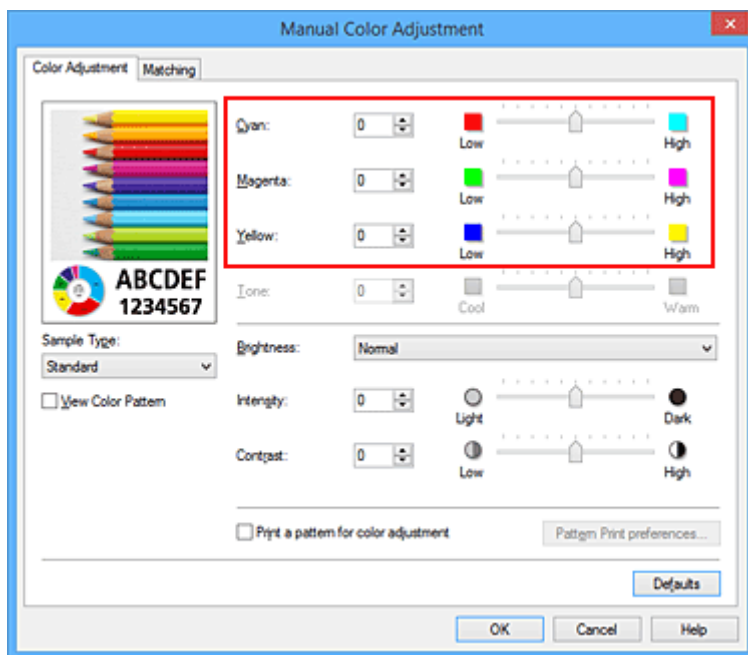 Manual Color Adjustment
Color Adjustment Matching
Cyan: 0 Low High
Magenta: 0 Low High
Yellow: 0 Low High
ABCDEF
1234567
Tone: 0 Cool Warm
Sample Type:
Standard
View Color Pattern
Brightness: Normal
Intensity: 0 Light Dark
Contrast: 0 Low High
Print a pattern for color adjustment Pattern Print preferences...
Defaults
OK Cancel Help